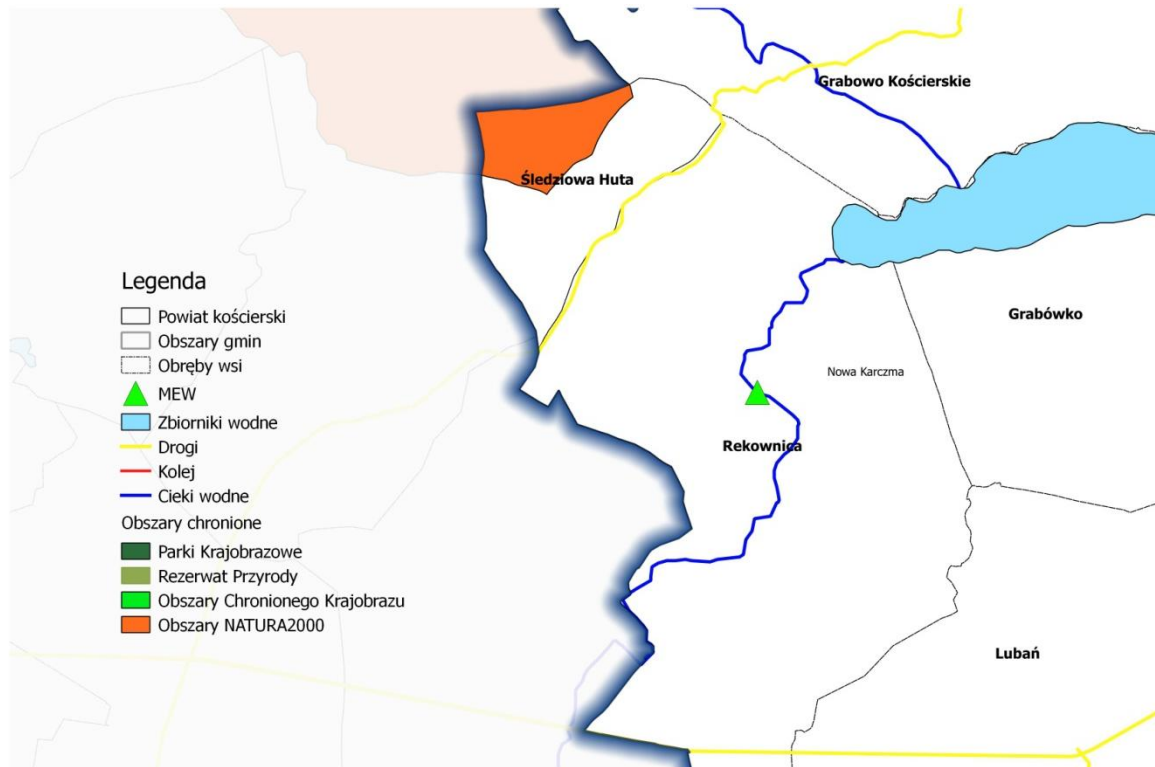 Grabowo Kościerskie
Śledziowa Huta
Legenda
Powiat kościerski
Obszary gmin
Obręby wsi
MEW
Zbiorniki wodne
Drogi
Kolej
Cieki wodne
Obszary chronione
Parki Krajobrazowe
Rezerwat Przyrody
Obszary Chronionego Krajobrazu
Obszary NATURA2000
Grabówko
Nowa Karczma
Rekownica
Lubań